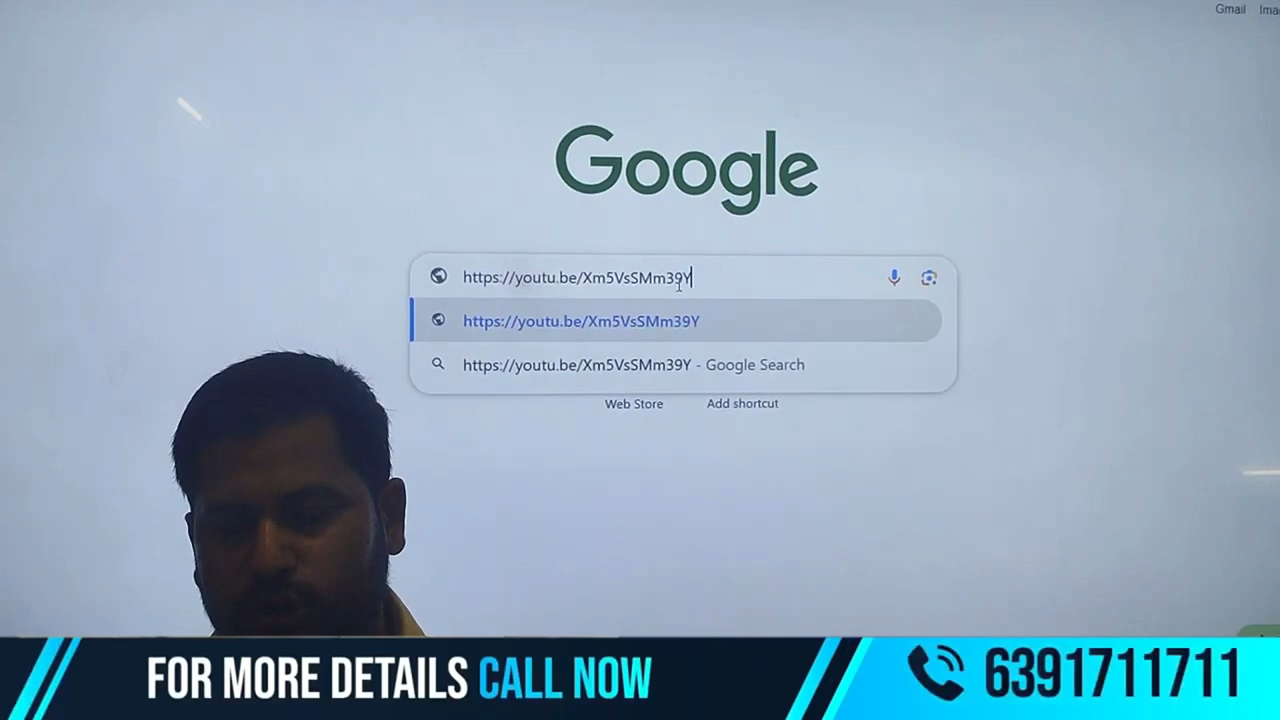 Gmail
Google
https://youtu.be/Xm5VsSMm39Y
https://youtu.be/Xm5VsSMm39Y
https://youtu.be/Xm5VsSMm39Y - Google Search
Web Store Add shortcut
FOR MORE DETAILS CALL NOW 6391711711